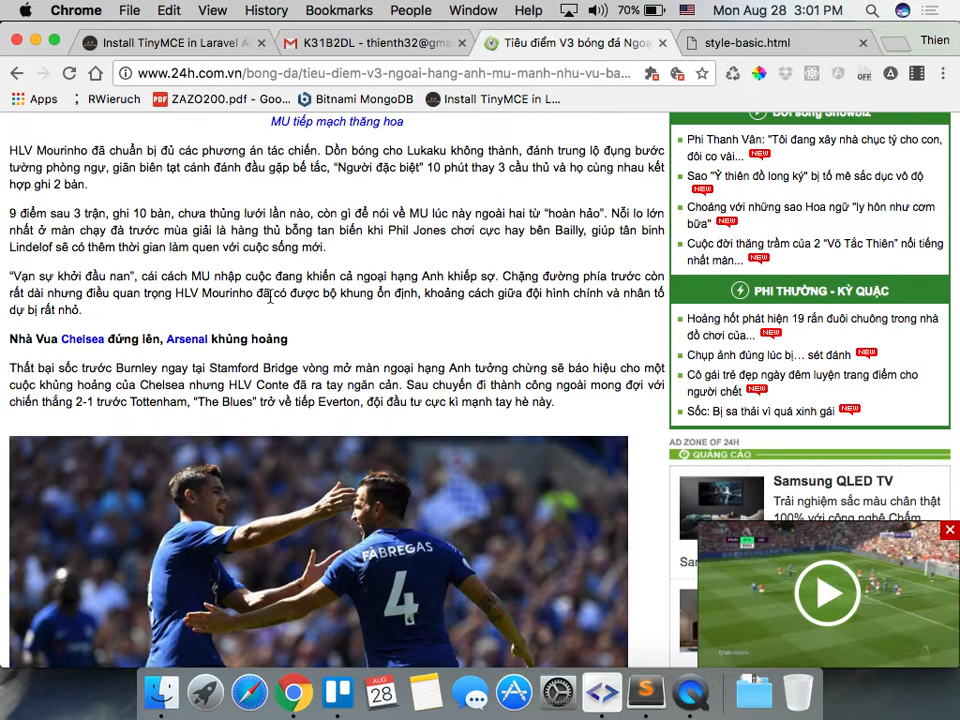 Chrome File Edit View History Bookmarks People Window Help 70% Mon Aug 28 3:01 PM
Install TinyMCE in Laravel A
K31B2DL - thienth32@gma
Tiêu điểm V3 bóng đá Ngoạ
style-basic.html
Thien
www.24h.com.vn/bong-da/tieu-diem-v3-ngoai-hang-anh-mu-manh-nhu-vu-ba...
OFF
Apps
RWieruch
ZAZO200.pdf - Goo...
Bitnami MongoDB
Install TinyMCE in L...
MU tiếp mạch thăng hoa
HLV Mourinho đã chuẩn bị đủ các phương án tác chiến. Dồn bóng cho Lukaku không thành, đánh trung lộ đụng bước
tường phòng ngự, giãn biên tạt cánh đánh đầu gặp bế tắc, “Người đặc biệt” 10 phút thay 3 cầu thủ và họ cùng nhau kết
hợp ghi 2 bàn.
9 điểm sau 3 trận, ghi 10 bàn, chưa thủng lưới lần nào, còn gì để nói về MU lúc này ngoài hai từ “hoàn hảo”. Nỗi lo lớn
nhất ở màn chạy đà trước mùa giải là hàng thủ bỗng tan biến khi Phil Jones chơi cực hay bên Bailly, giúp tân binh
Lindelof sẽ có thêm thời gian làm quen với cuộc sống mới.
“Vạn sự khởi đầu nan”, cái cách MU nhập cuộc đang khiến cả ngoại hạng Anh khiếp sợ. Chặng đường phía trước còn
rất dài nhưng điều quan trọng HLV Mourinho đã có được bộ khung ổn định, khoảng cách giữa đội hình chính và nhân tố
dự bị rất nhỏ.
Nhà Vua Chelsea đứng lên, Arsenal khủng hoảng
Thất bại sốc trước Burnley ngay tại Stamford Bridge vòng mở màn ngoại hạng Anh tưởng chừng sẽ báo hiệu cho một
cuộc khủng hoảng của Chelsea nhưng HLV Conte đã ra tay ngăn cản. Sau chuyến đi thành công ngoài mong đợi với
chiến thắng 2-1 trước Tottenham, “The Blues” trở về tiếp Everton, đội đầu tư cực kì mạnh tay hè này.
FÀBREGAS
4
Đời sống Showbiz
Phi Thanh Vân: "Tôi đang xây nhà chục tỷ cho con,
đôi co vài... NEW
Sao "Ỷ thiên đồ long ký" bị tố mê sắc dục vô độ
NEW
Choáng với những sao Hoa ngữ "ly hôn như cơm
bữa" NEW
Cuộc đời thăng trầm của 2 “Võ Tắc Thiên” nổi tiếng
nhất màn... NEW
PHI THƯỜNG - KỲ QUẶC
Hoảng hốt phát hiện 19 rắn đuôi chuông trong nhà
đồ chơi của... NEW
Chụp ảnh đúng lúc bị… sét đánh NEW
Cô gái trẻ đẹp ngày đêm luyện trang điểm cho
người chết NEW
Sốc: Bị sa thải vì quá xinh gái NEW
AD ZONE OF 24H
QUẢNG CÁO
Samsung QLED TV
Trải nghiệm sắc màu chân thật
100% với công nghệ Chấm
Sar
truevisions
AUG
28